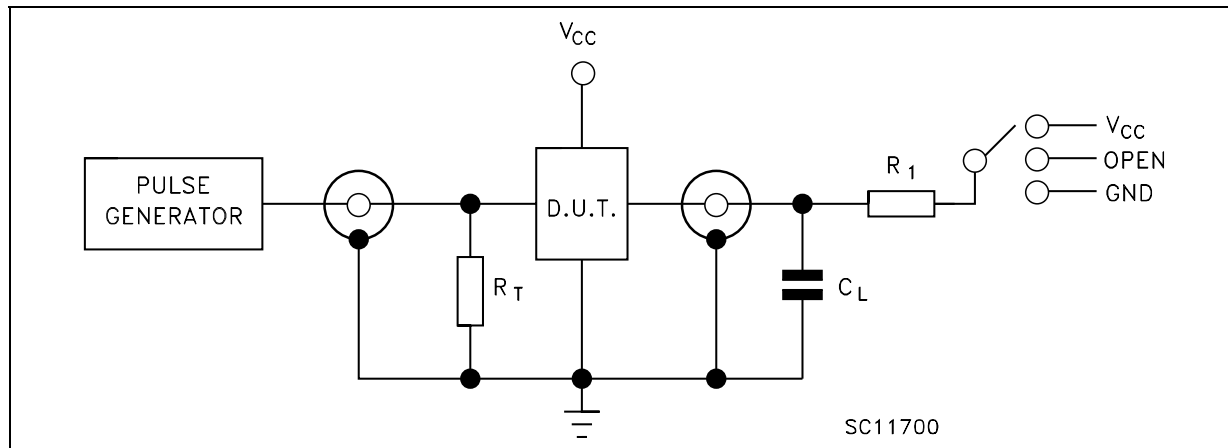 VCC
PULSE
GENERATOR
RT
D.U.T.
CL
R1
VCC
OPEN
GND
SC11700